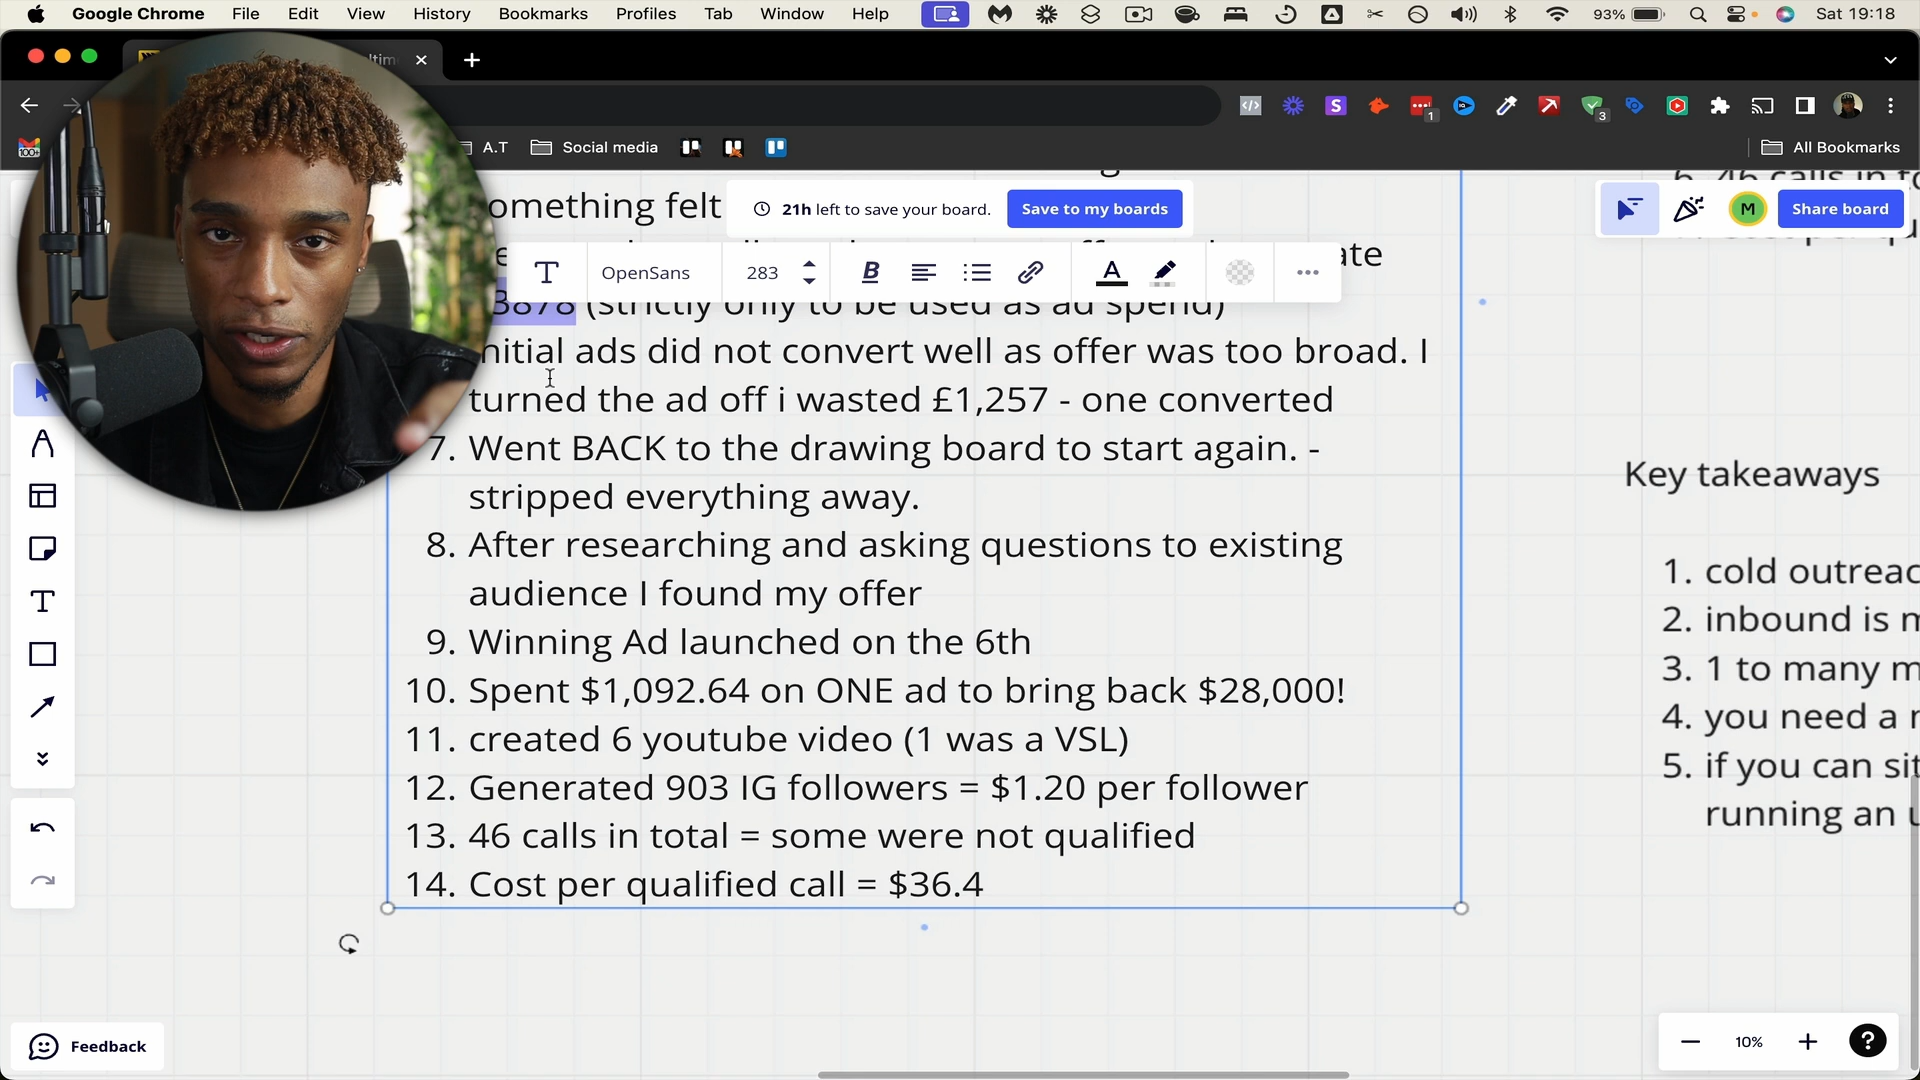 Google Chrome File Edit View History Bookmarks Profiles Tab Window Help 93% Sat 19:18
1 3
100+ A.T Social media All Bookmarks
omething felt
21h left to save your board. Save to my boards
M Share board
ate
OpenSans 283 B A
3878 (strictly only to be used as ad spend)
nitial ads did not convert well as offer was too broad. I
turned the ad off i wasted £1,257 - one converted
7. Went BACK to the drawing board to start again. -
stripped everything away.
8. After researching and asking questions to existing
audience I found my offer
9. Winning Ad launched on the 6th
10. Spent $1,092.64 on ONE ad to bring back $28,000!
11. created 6 youtube video (1 was a VSL)
12. Generated 903 IG followers = $1.20 per follower
13. 46 calls in total = some were not qualified
14. Cost per qualified call = $36.4
Key takeaways
1. cold outreac
2. inbound is m
3. 1 to many m
4. you need a r
5. if you can sit
running an u
Feedback
10%